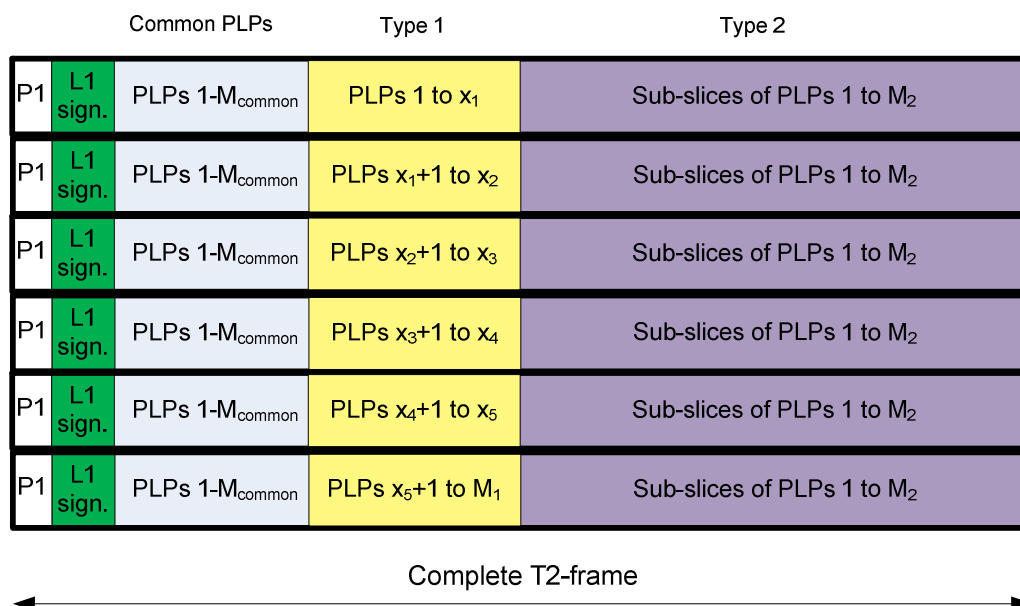 Common PLPs Type 1 Type 2
P1 L1 sign. PLPs 1-Mcommon PLPs 1 to x1 Sub-slices of PLPs 1 to M2
P1 L1 sign. PLPs 1-Mcommon PLPs x1+1 to x2 Sub-slices of PLPs 1 to M2
P1 L1 sign. PLPs 1-Mcommon PLPs x2+1 to x3 Sub-slices of PLPs 1 to M2
P1 L1 sign. PLPs 1-Mcommon PLPs x3+1 to x4 Sub-slices of PLPs 1 to M2
P1 L1 sign. PLPs 1-Mcommon PLPs x4+1 to x5 Sub-slices of PLPs 1 to M2
P1 L1 sign. PLPs 1-Mcommon PLPs x5+1 to M1 Sub-slices of PLPs 1 to M2
Complete T2-frame